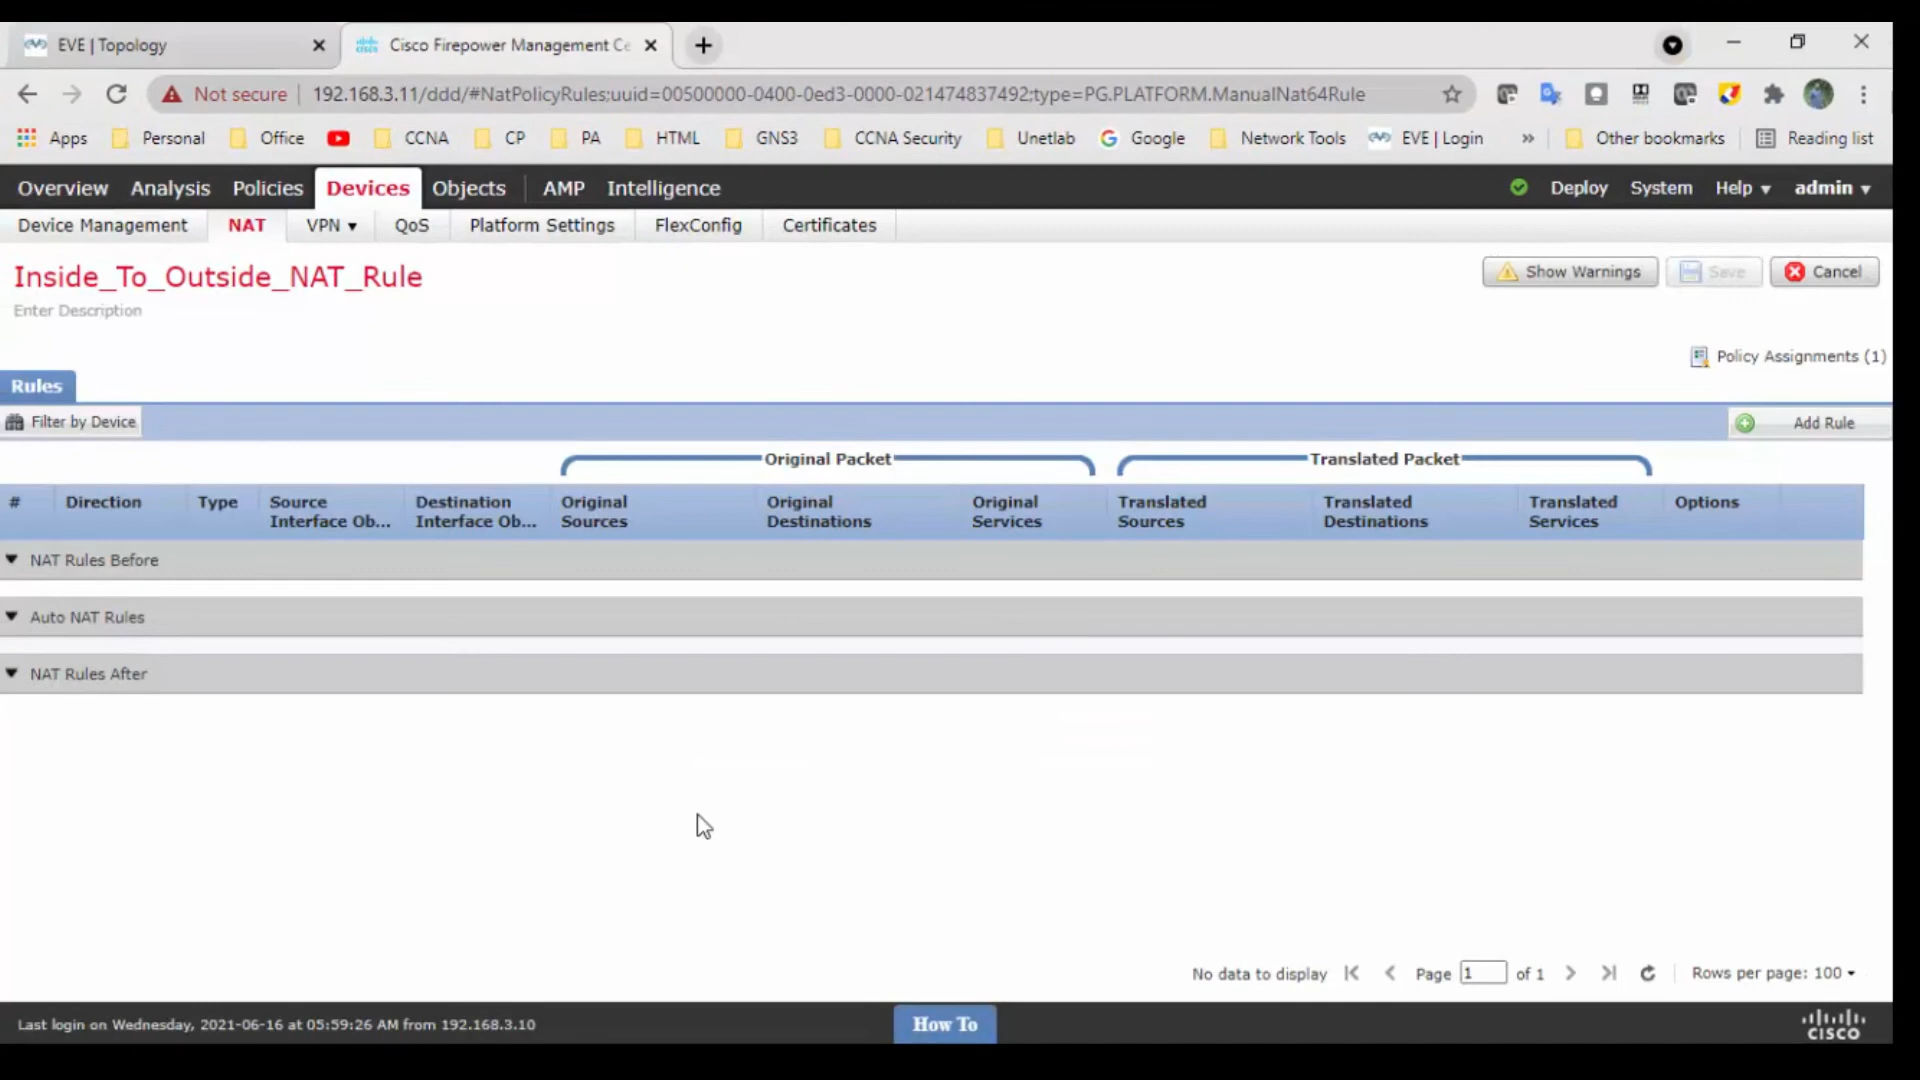 EVE | Topology
Cisco Firepower Management Ce
Not secure | 192.168.3.11/ddd/#NatPolicyRules;uuid=00500000-0400-0ed3-0000-021474837492;type=PG.PLATFORM.ManualNat64Rule
Apps Personal Office CCNA CP PA HTML GNS3 CCNA Security Unetlab Google Network Tools EVE | Login » Other bookmarks Reading list
Overview Analysis Policies Devices Objects AMP Intelligence Deploy System Help admin
Device Management NAT VPN QoS Platform Settings FlexConfig Certificates
Inside_To_Outside_NAT_Rule
Show Warnings Save Cancel
Enter Description
Policy Assignments (1)
Rules
Filter by Device Add Rule
Original Packet Translated Packet
# Direction Type Source Interface Ob... Destination Interface Ob... Original Sources Original Destinations Original Services Translated Sources Translated Destinations Translated Services Options
NAT Rules Before
Auto NAT Rules
NAT Rules After
No data to display Page 1 of 1 Rows per page: 100
Last login on Wednesday, 2021-06-16 at 05:59:26 AM from 192.168.3.10 How To
CISCO